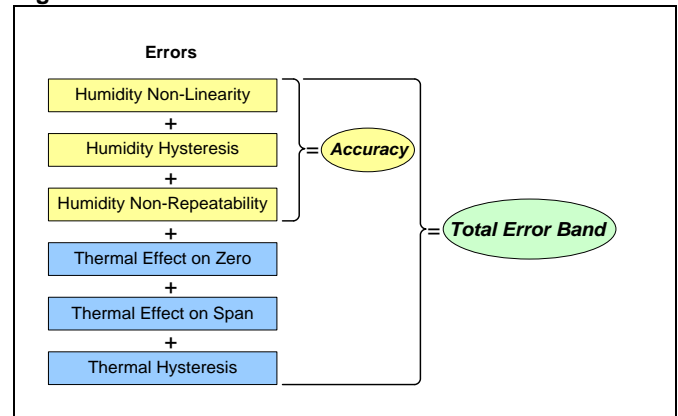 Errors
Humidity Non-Linearity
+
Humidity Hysteresis
+
Humidity Non-Repeatability
+
Thermal Effect on Zero
+
Thermal Effect on Span
+
Thermal Hysteresis
= Accuracy
= Total Error Band